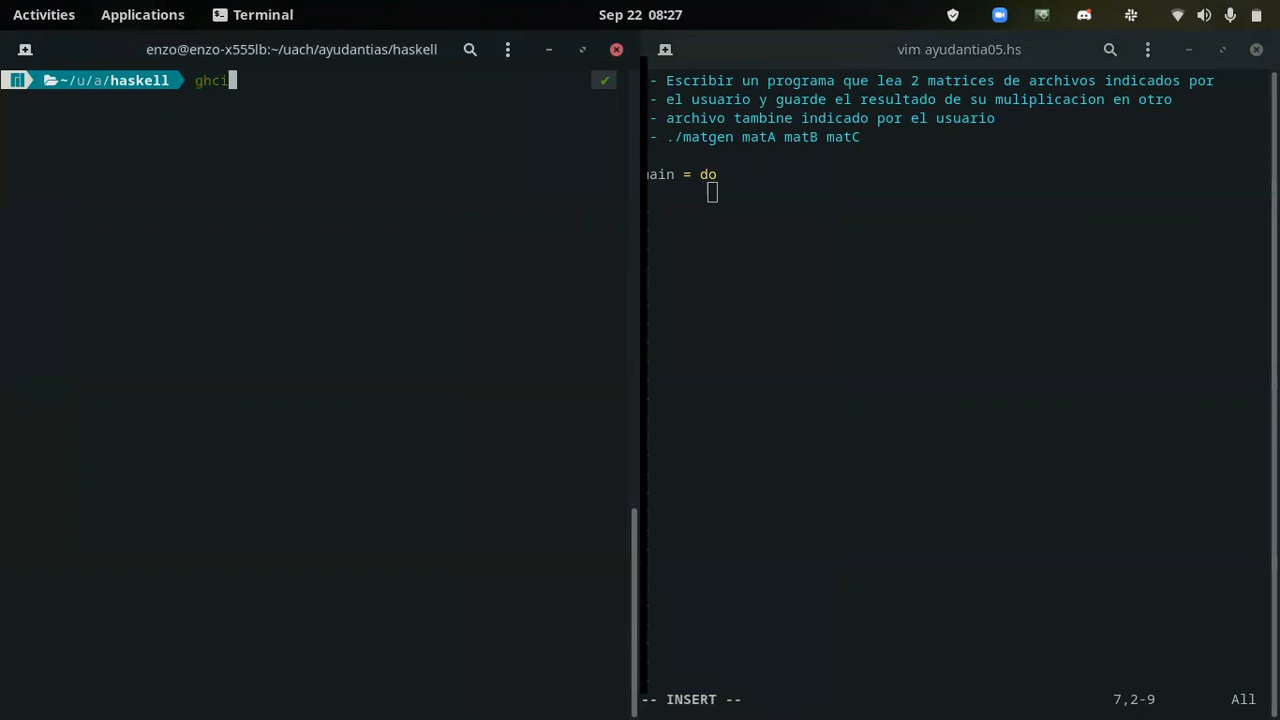 Activities Applications Terminal Sep 22 08:27
enzo@enzo-x555lb:~/uach/ayudantias/haskell
~/u/a/haskell ghci ✔
vim ayudantia05.hs
- Escribir un programa que lea 2 matrices de archivos indicados por
- el usuario y guarde el resultado de su muliplicacion en otro
- archivo tambine indicado por el usuario
- ./matgen matA matB matC
ain = do
-- INSERT -- 7,2-9 All